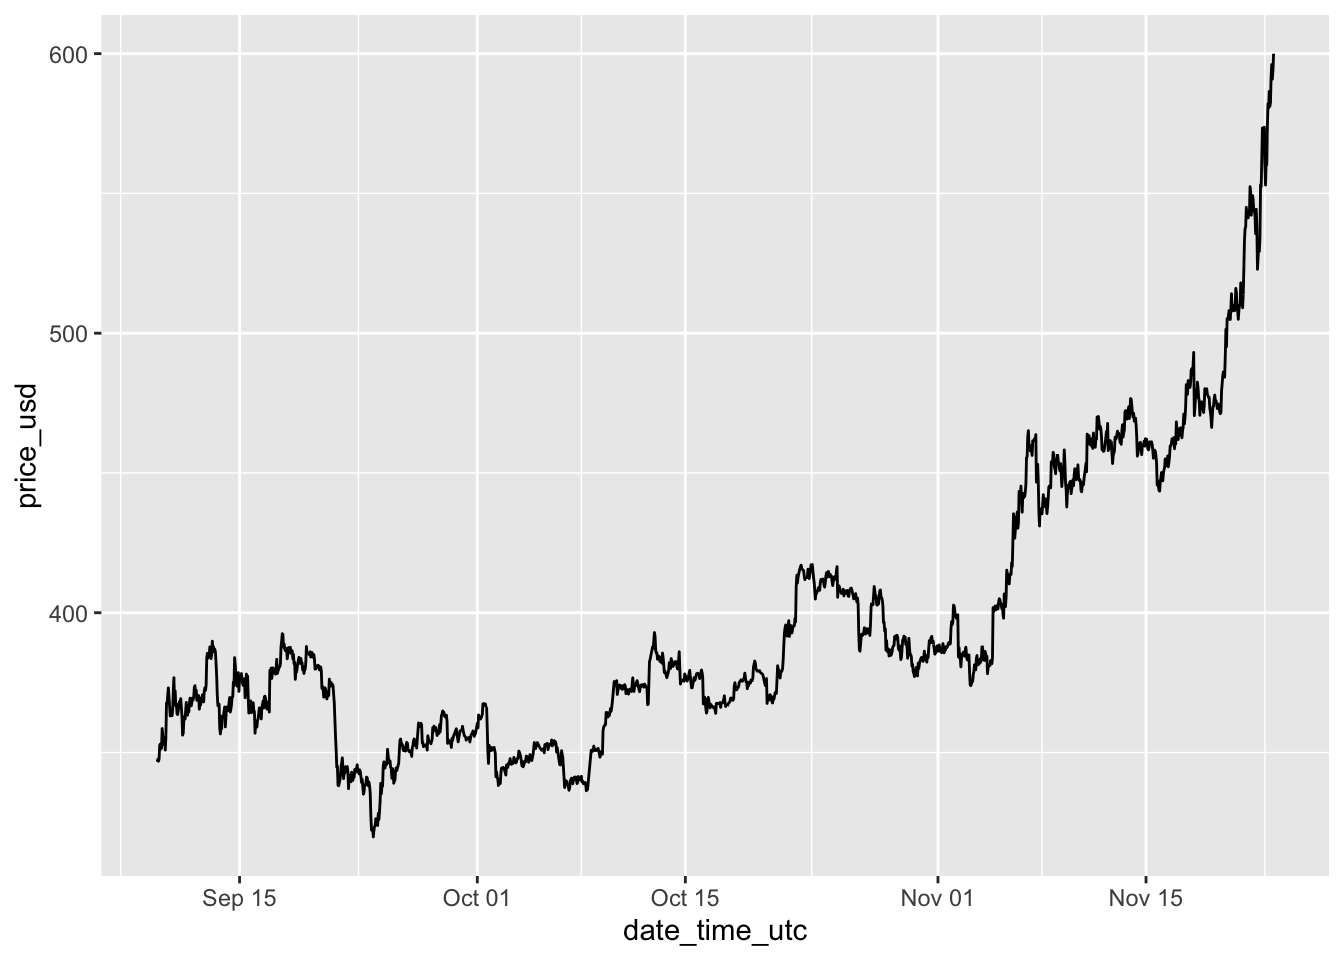 600
500
400
price_usd
Sep 15
Oct 01
Oct 15
Nov 01
Nov 15
date_time_utc